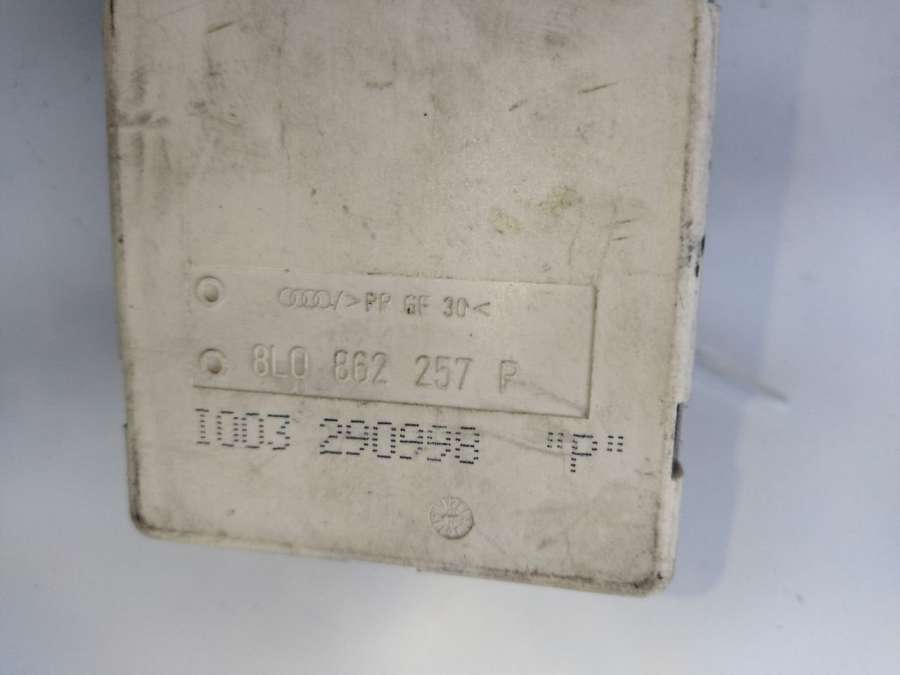 >PP GF 30<
8L0 862 257 P
I003 290998 "P"